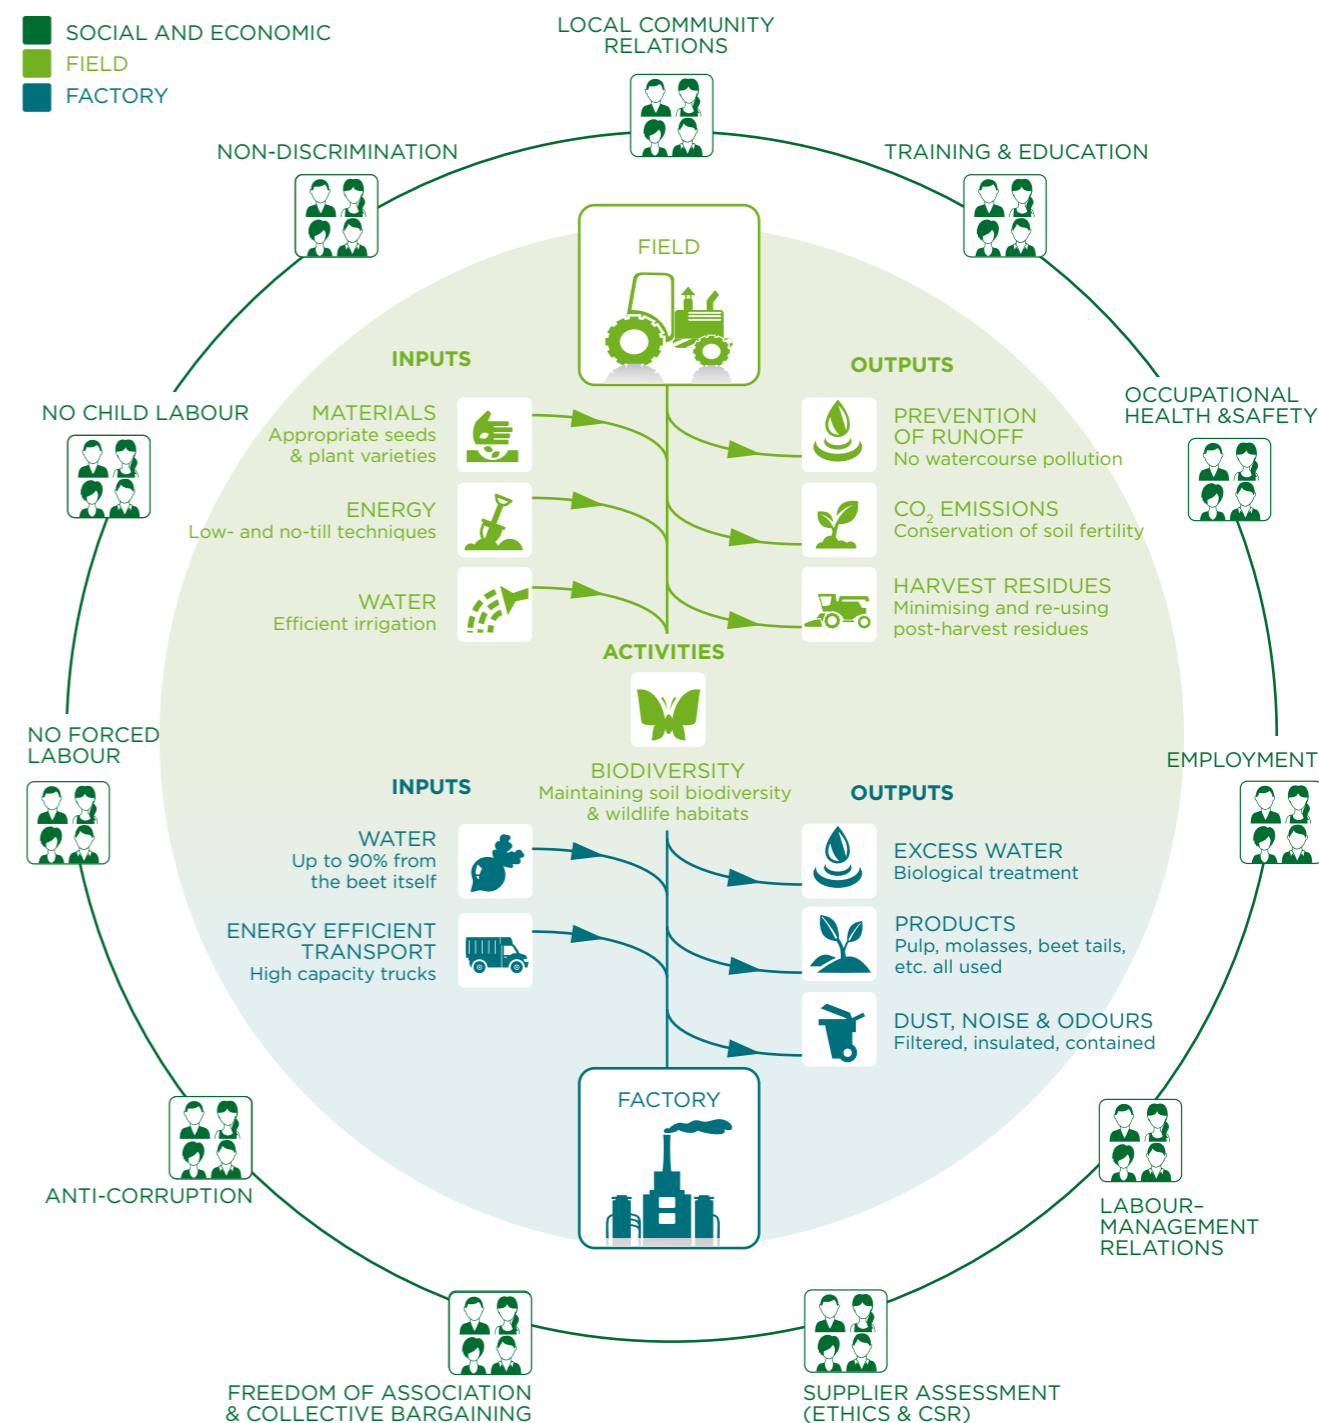 SOCIAL AND ECONOMIC
FIELD
FACTORY
LOCAL COMMUNITY
RELATIONS
NON-DISCRIMINATION
TRAINING & EDUCATION
NO CHILD LABOUR
OCCUPATIONAL
HEALTH &SAFETY
NO FORCED
LABOUR
EMPLOYMENT
ANTI-CORRUPTION
LABOUR–
MANAGEMENT
RELATIONS
FREEDOM OF ASSOCIATION
& COLLECTIVE BARGAINING
SUPPLIER ASSESSMENT
(ETHICS & CSR)
FIELD
INPUTS
MATERIALS
Appropriate seeds
& plant varieties
ENERGY
Low- and no-till techniques
WATER
Efficient irrigation
OUTPUTS
PREVENTION
OF RUNOFF
No watercourse pollution
CO₂ EMISSIONS
Conservation of soil fertility
HARVEST RESIDUES
Minimising and re-using
post-harvest residues
ACTIVITIES
BIODIVERSITY
Maintaining soil biodiversity
& wildlife habitats
INPUTS
WATER
Up to 90% from
the beet itself
ENERGY EFFICIENT
TRANSPORT
High capacity trucks
OUTPUTS
EXCESS WATER
Biological treatment
PRODUCTS
Pulp, molasses, beet tails,
etc. all used
DUST, NOISE & ODOURS
Filtered, insulated, contained
FACTORY